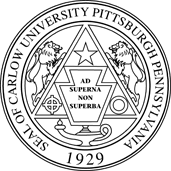 SEAL OF CARLOW UNIVERSITY PITTSBURGH PENNSYLVANIA
AD
SUPERNA
NON
SUPERBA
1929